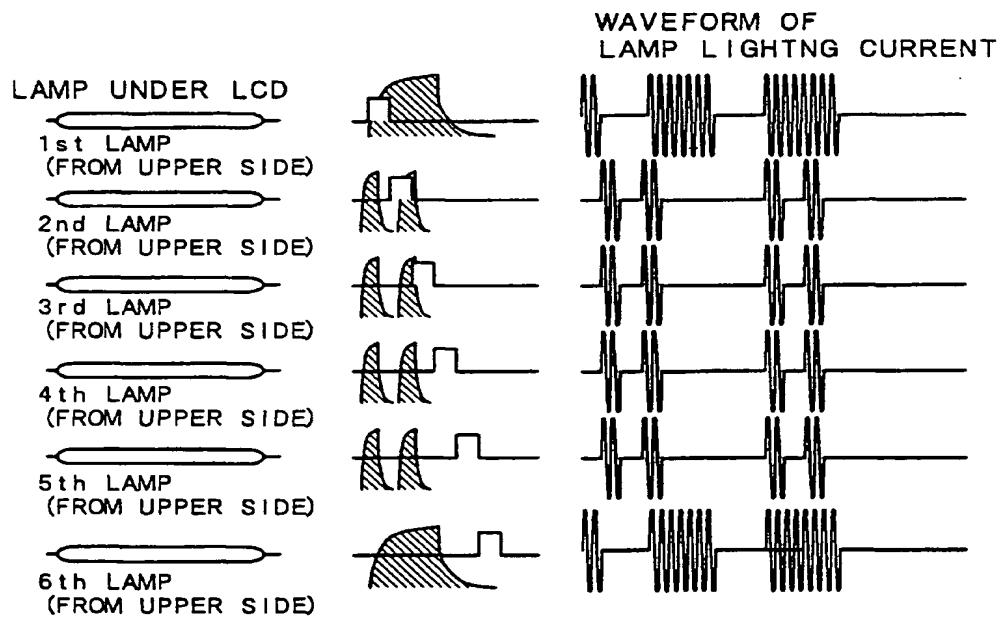 WAVEFORM OF
LAMP LIGHTNG CURRENT
LAMP UNDER LCD
1st LAMP
(FROM UPPER SIDE)
2nd LAMP
(FROM UPPER SIDE)
3rd LAMP
(FROM UPPER SIDE)
4th LAMP
(FROM UPPER SIDE)
5th LAMP
(FROM UPPER SIDE)
6th LAMP
(FROM UPPER SIDE)